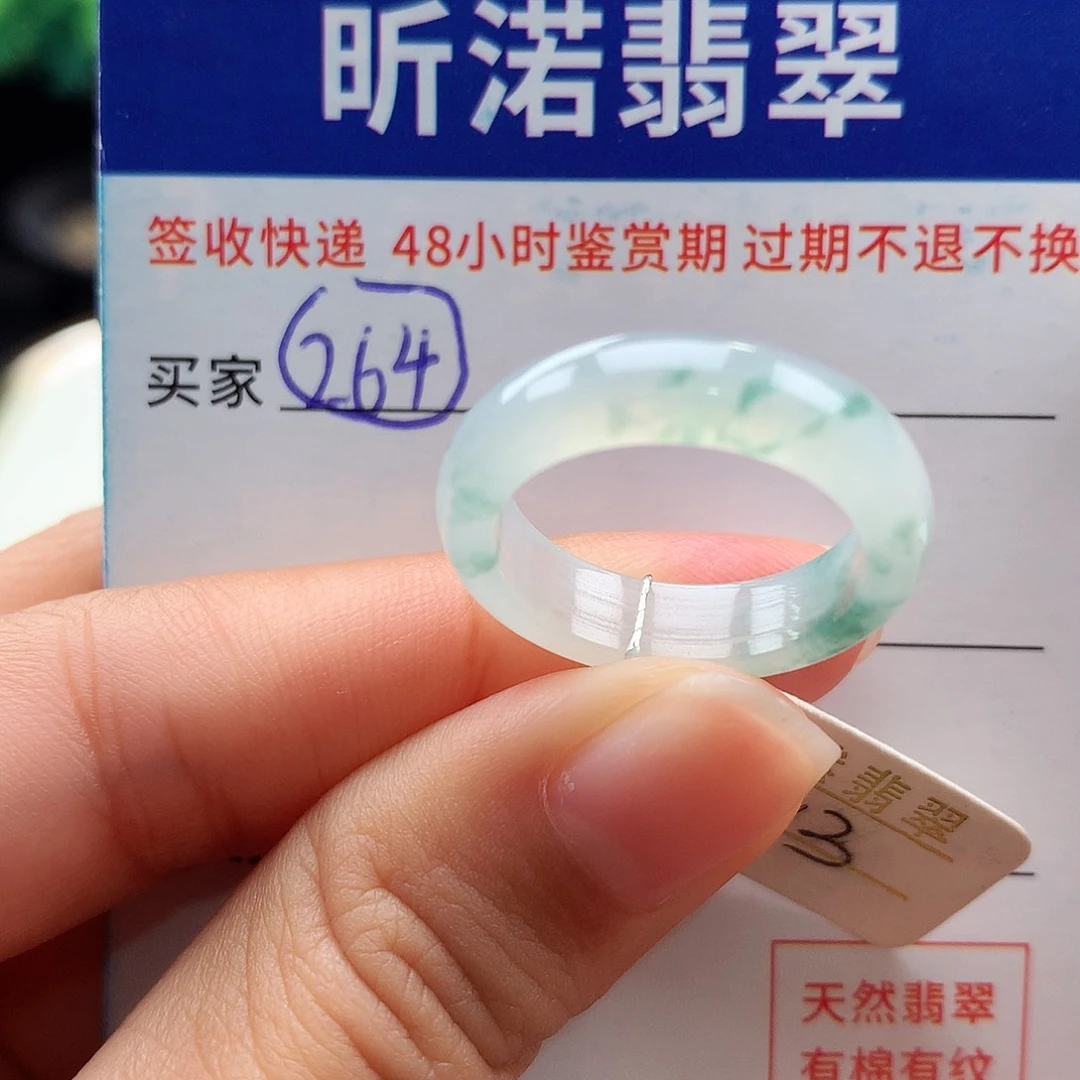 昕渃翡翠
签收快递 48小时鉴赏期 过期不退不换
买家 264
翡翠
3
天然翡翠
有棉有纹